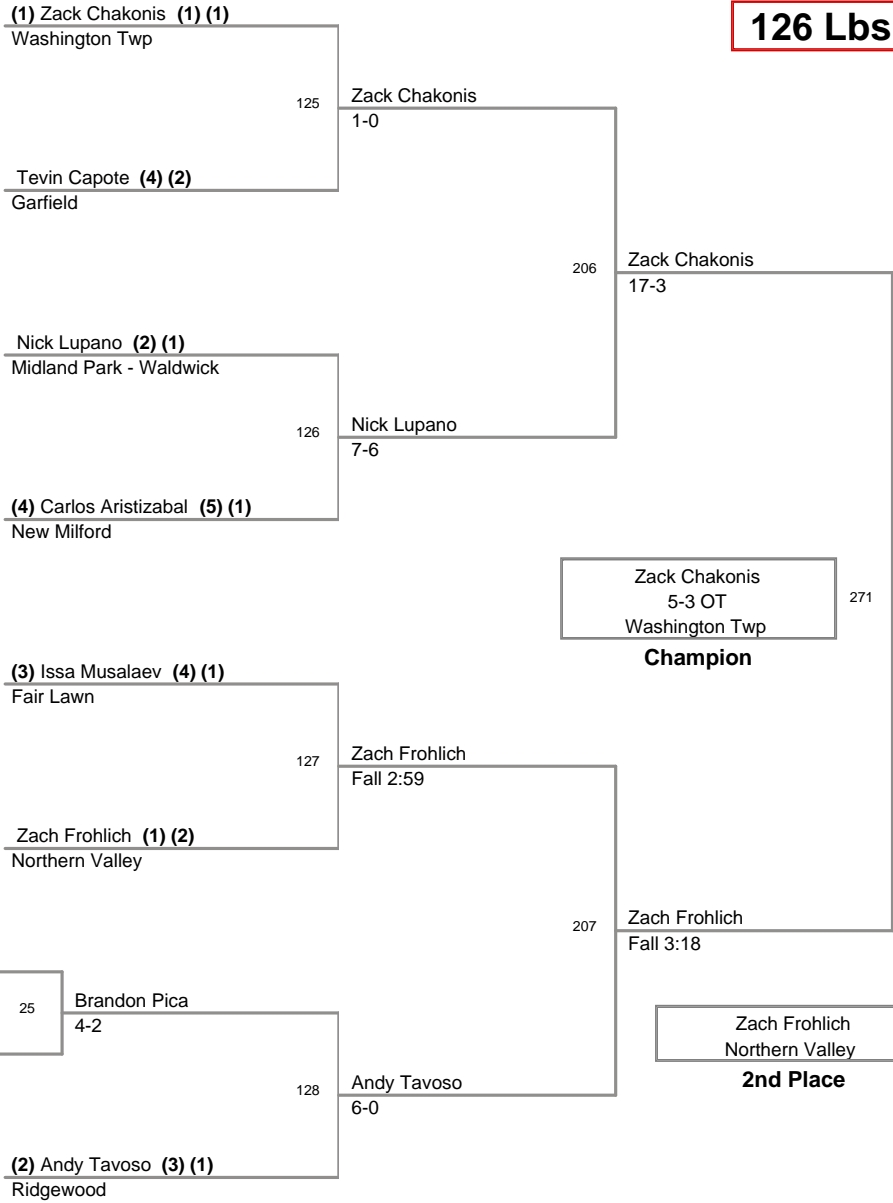 (1) Zack Chakonis (1) (1)
126 Lbs
Washington Twp
125
Zack Chakonis
1-0
Tevin Capote (4) (2)
Garfield
206
Zack Chakonis
17-3
Nick Lupano (2) (1)
Midland Park - Waldwick
126
Nick Lupano
7-6
(4) Carlos Aristizabal (5) (1)
New Milford
Zack Chakonis
5-3 OT
Washington Twp
271
Champion
(3) Issa Musalaev (4) (1)
Fair Lawn
127
Zach Frohlich
Fall 2:59
Zach Frohlich (1) (2)
Northern Valley
207
Zach Frohlich
Fall 3:18
25
Brandon Pica
4-2
Zach Frohlich
Northern Valley
2nd Place
128
Andy Tavoso
6-0
(2) Andy Tavoso (3) (1)
Ridgewood